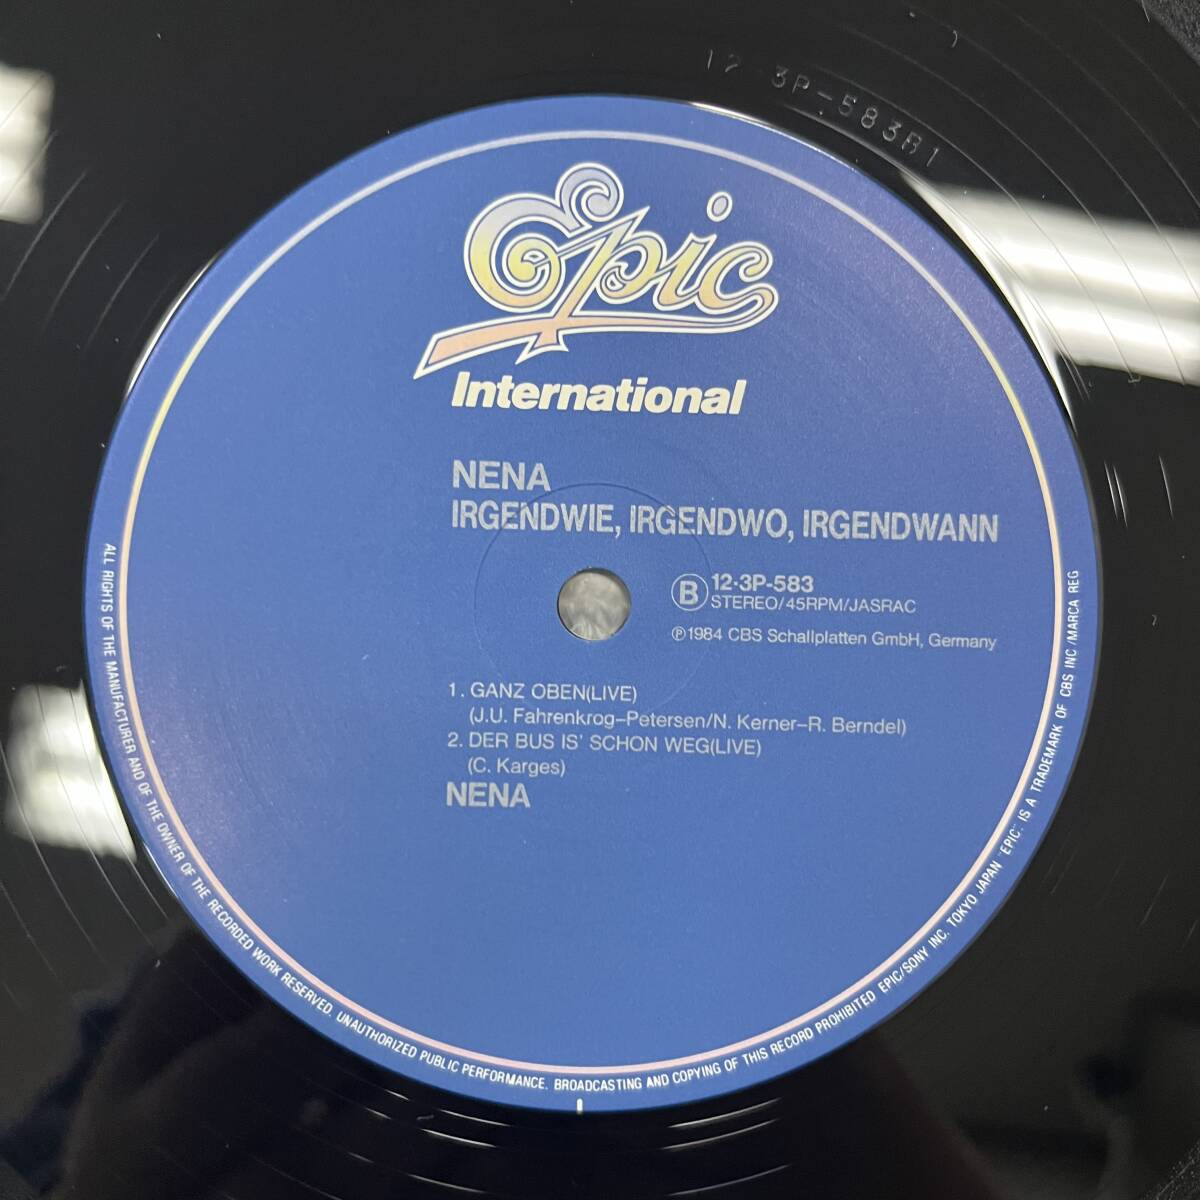 12 3P-583B1
Epic
International
NENA
IRGENDWIE, IRGENDWO, IRGENDWANN
B 12·3P-583
STEREO/45RPM/JASRAC
℗1984 CBS Schallplatten GmbH, Germany
1. GANZ OBEN(LIVE)
(J.U. Fahrenkrog–Petersen/N. Kerner–R. Berndel)
2. DER BUS IS' SCHON WEG(LIVE)
(C. Karges)
NENA
ALL RIGHTS OF THE MANUFACTURER AND OF THE OWNER OF THE RECORDED WORK RESERVED. UNAUTHORIZED PUBLIC PERFORMANCE. BROADCASTING AND COPYING OF THIS RECORD PROHIBITED EPIC/SONY INC. TOKYO JAPAN "EPIC". IS A TRADEMARK OF CBS INC /MARCA REG